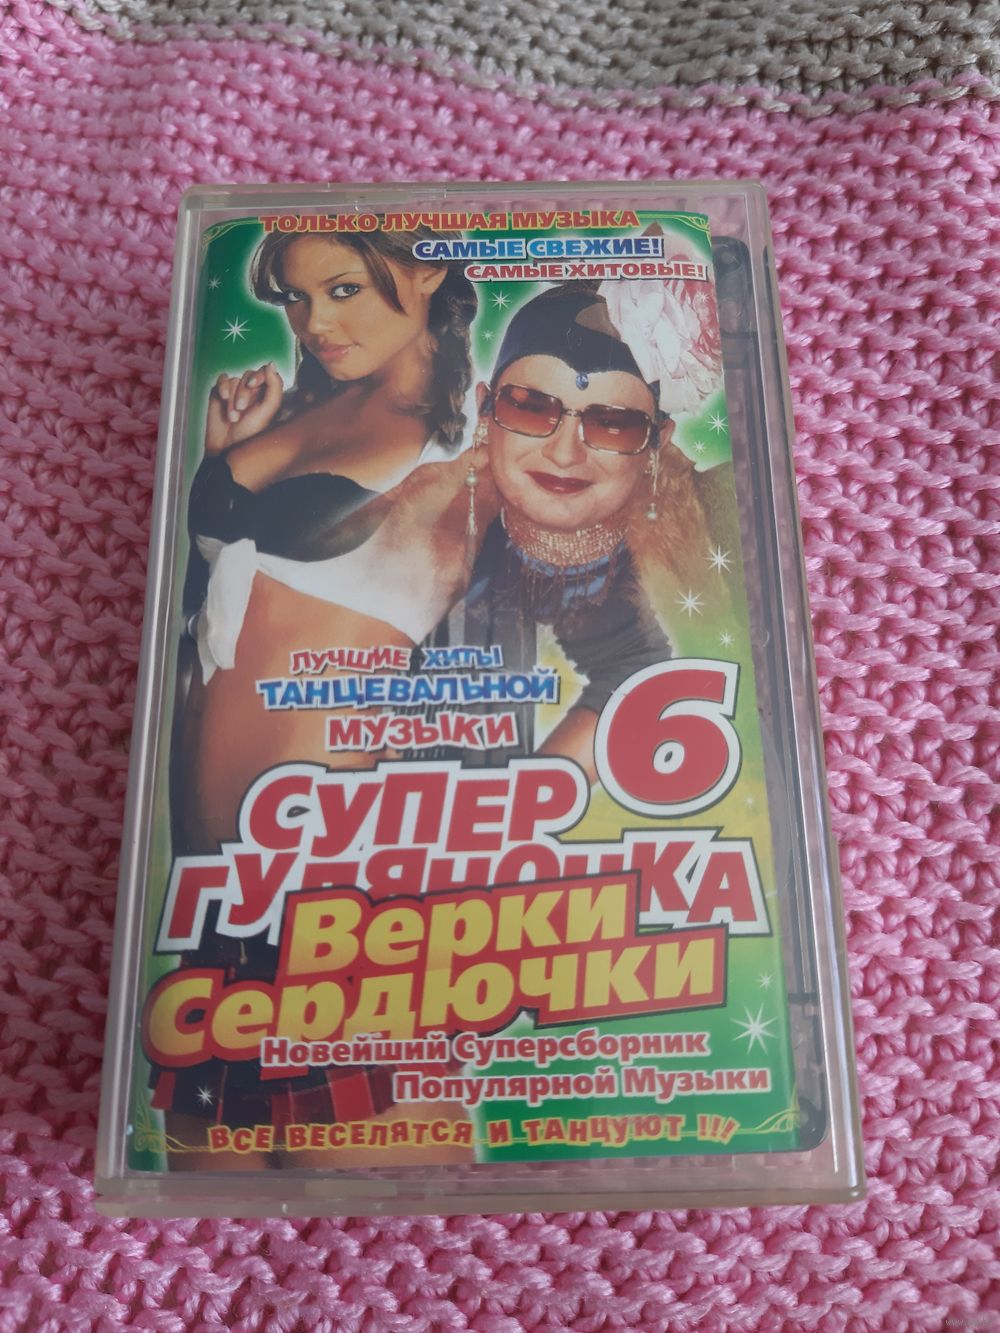 ТОЛЬКО ЛУЧШАЯ МУЗЫКА
САМЫЕ СВЕЖИЕ!
САМЫЕ ХИТОВЫЕ!
ЛУЧШИЕ ХИТЫ
ТАНЦЕВАЛЬНОЙ
МУЗЫКИ
6
СУПЕР
ГУЛЯНОЧКА
Верки
Сердючки
Новейший Суперсборник
Популярной Музыки
ВСЕ ВЕСЕЛЯТСЯ И ТАНЦУЮТ !!!